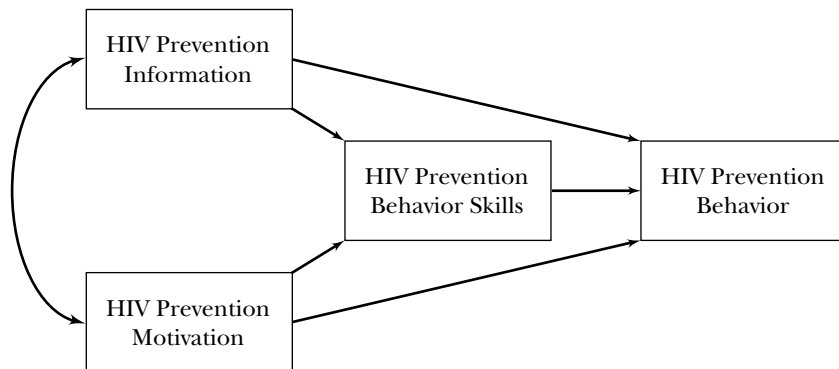 HIV Prevention
Information
HIV Prevention
Behavior Skills
HIV Prevention
Behavior
HIV Prevention
Motivation